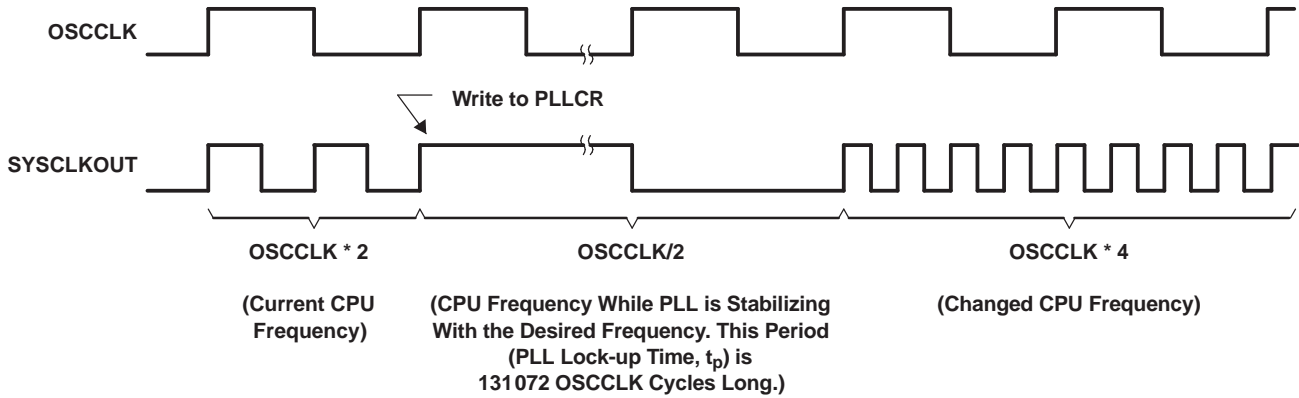 OSCCLK
Write to PLLCR
SYSCLKOUT
OSCCLK * 2
(Current CPU
Frequency)
OSCCLK/2
(CPU Frequency While PLL is Stabilizing
With the Desired Frequency. This Period
(PLL Lock-up Time, tp) is
131072 OSCCLK Cycles Long.)
OSCCLK * 4
(Changed CPU Frequency)